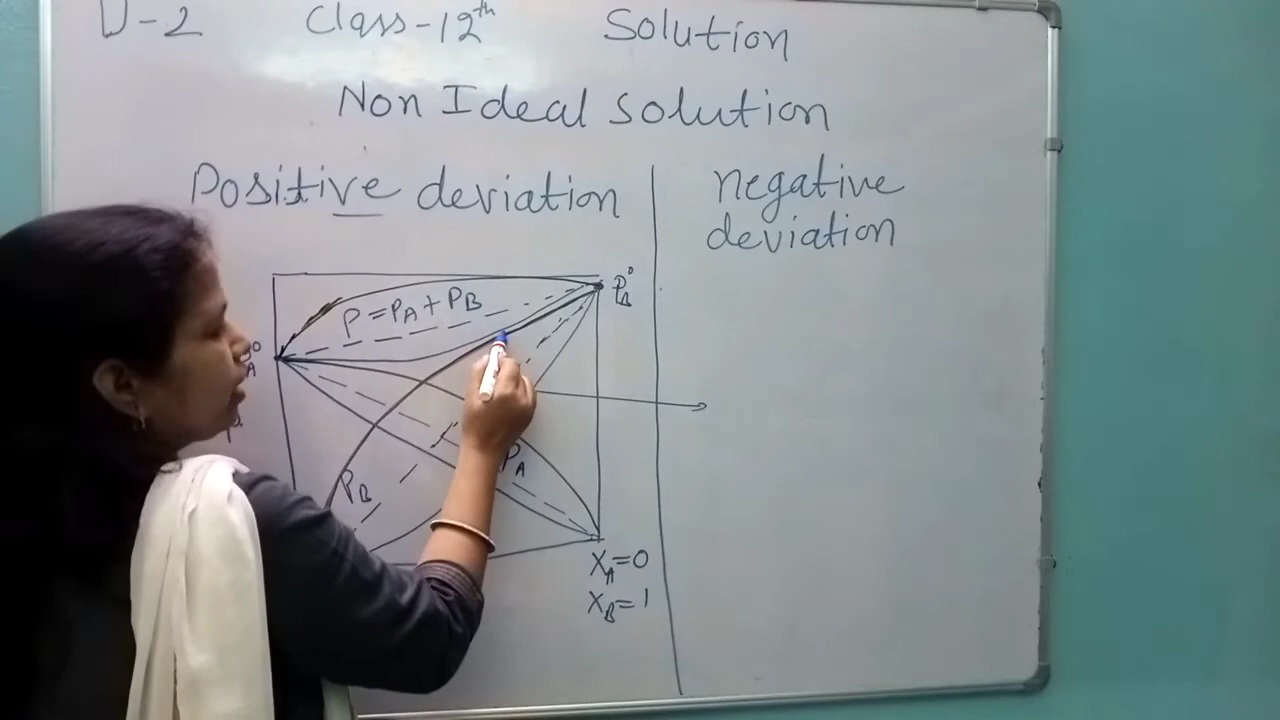 U-2 Class-12th Solution
Non Ideal solution
Positive deviation
negative deviation
P=PA+PB
PB°
PB
PA
XA=0
XB=1